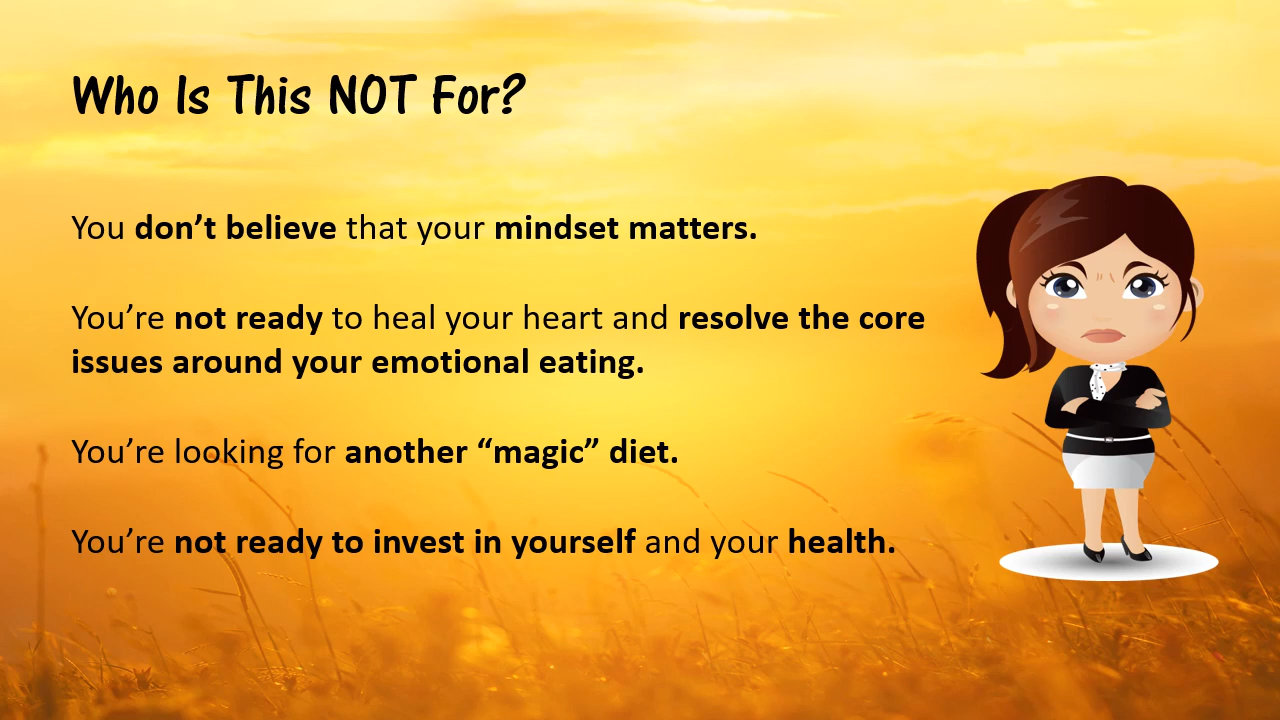 Who Is This NOT For?
You don’t believe that your mindset matters.
You’re not ready to heal your heart and resolve the core
issues around your emotional eating.
You’re looking for another “magic” diet.
You’re not ready to invest in yourself and your health.